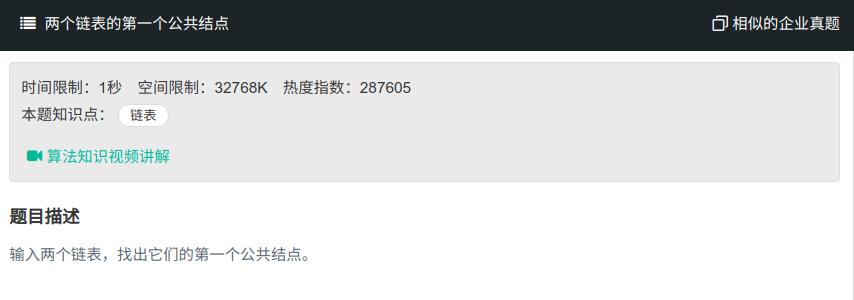 两个链表的第一个公共结点 相似的企业真题
时间限制：1秒 空间限制：32768K 热度指数：287605
本题知识点： 链表
算法知识视频讲解
题目描述
输入两个链表，找出它们的第一个公共结点。